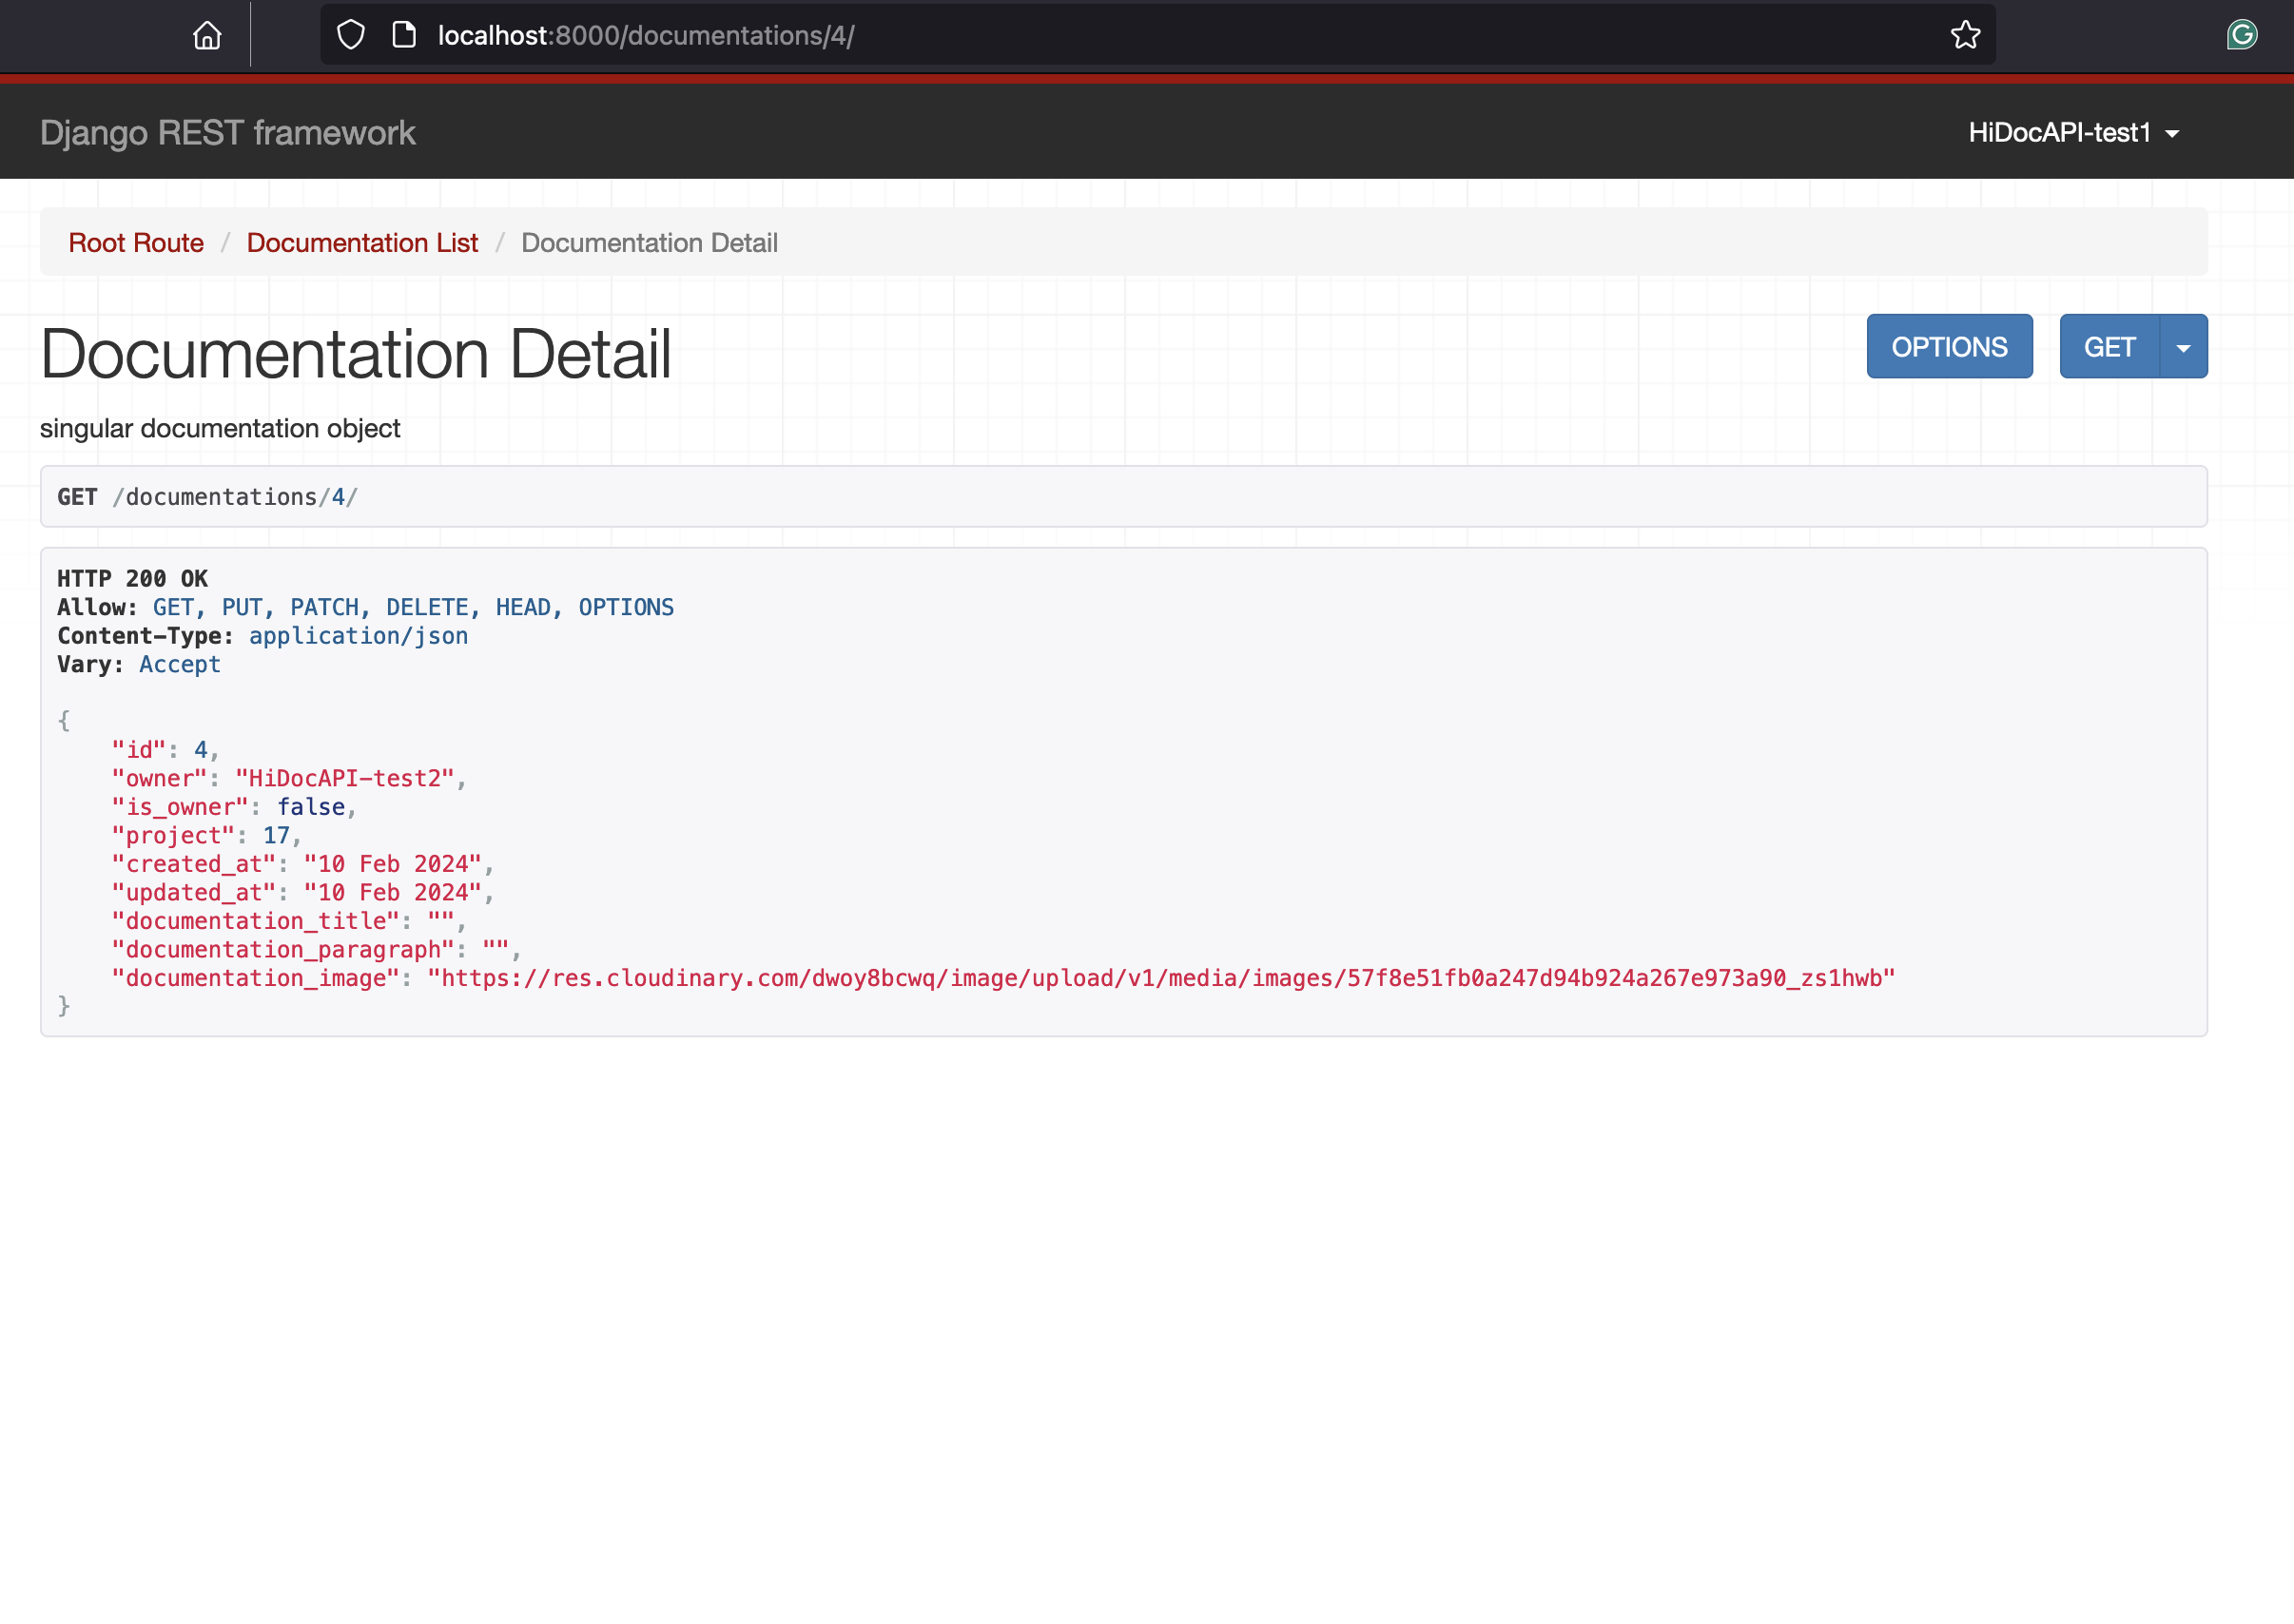 localhost:8000/documentations/4/
Django REST framework
HiDocAPI-test1
Root Route / Documentation List / Documentation Detail
Documentation Detail
OPTIONS
GET
singular documentation object
GET /documentations/4/
HTTP 200 OK
Allow: GET, PUT, PATCH, DELETE, HEAD, OPTIONS
Content-Type: application/json
Vary: Accept
{
    "id": 4,
    "owner": "HiDocAPI-test2",
    "is_owner": false,
    "project": 17,
    "created_at": "10 Feb 2024",
    "updated_at": "10 Feb 2024",
    "documentation_title": "",
    "documentation_paragraph": "",
    "documentation_image": "https://res.cloudinary.com/dwoy8bcwq/image/upload/v1/media/images/57f8e51fb0a247d94b924a267e973a90_zs1hwb"
}